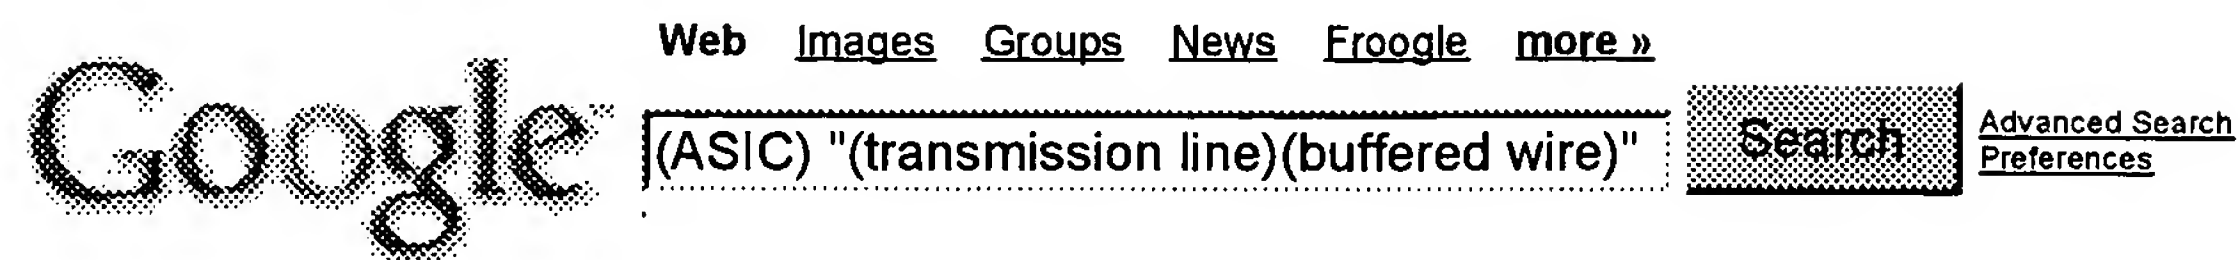 Web Images Groups News Froogle more »
Google
(ASIC) "(transmission line)(buffered wire)" Search Advanced Search
Preferences